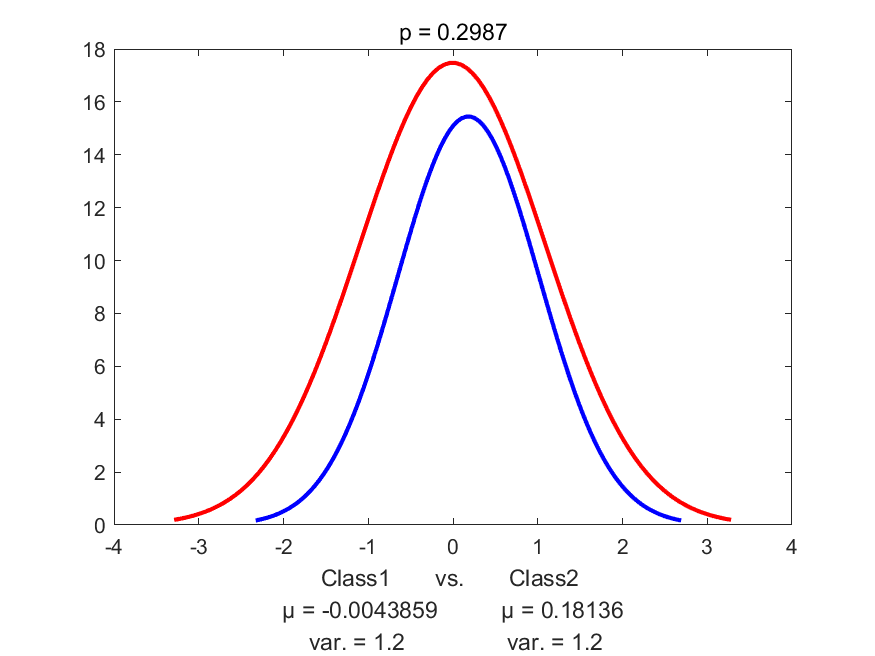 p = 0.2987
18
16
14
12
10
8
6
4
2
0
-4 -3 -2 -1 0 1 2 3 4
Class1 vs. Class2
μ = -0.0043859 μ = 0.18136
var. = 1.2 var. = 1.2